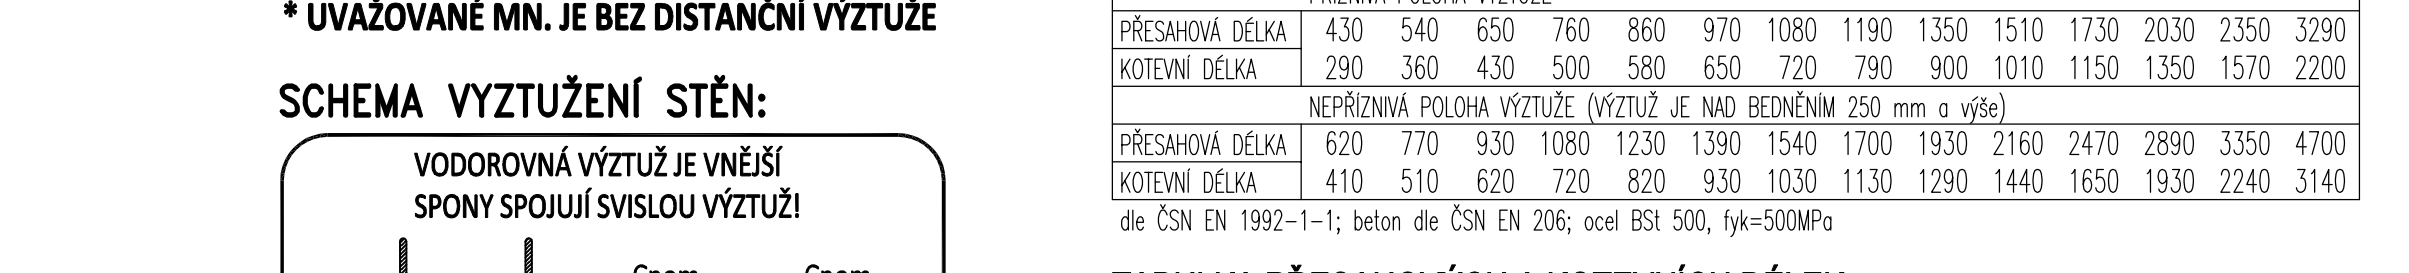 * UVAŽOVANÉ MN. JE BEZ DISTANČNÍ VÝZTUŽE
SCHEMA VYZTUŽENÍ STĚN:
VODOROVNÁ VÝZTUŽ JE VNĚJŠÍ
SPONY SPOJUJÍ SVISLOU VÝZTUŽ!
PŘÍZNIVÁ POLOHA VÝZTUŽE
PŘESAHOVÁ DÉLKA 430 540 650 760 860 970 1080 1190 1350 1510 1730 2030 2350 3290
KOTEVNÍ DÉLKA 290 360 430 500 580 650 720 790 900 1010 1150 1350 1570 2200
NEPŘÍZNIVÁ POLOHA VÝZTUŽE (VÝZTUŽ JE NAD BEDNĚNÍM 250 mm a výše)
PŘESAHOVÁ DÉLKA 620 770 930 1080 1230 1390 1540 1700 1930 2160 2470 2890 3350 4700
KOTEVNÍ DÉLKA 410 510 620 720 820 930 1030 1130 1290 1440 1650 1930 2240 3140
dle ČSN EN 1992-1-1; beton dle ČSN EN 206; ocel BSt 500, fyk=500MPa